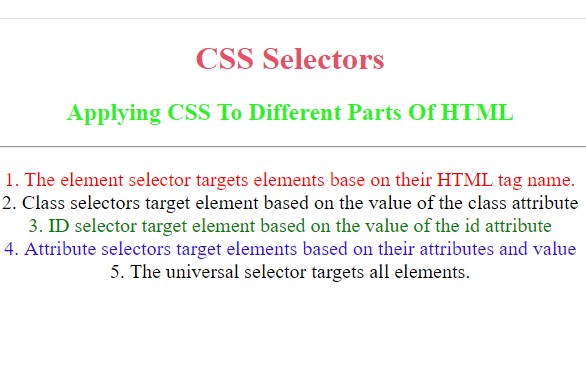 CSS Selectors
Applying CSS To Different Parts Of HTML
1. The element selector targets elements base on their HTML tag name.
2. Class selectors target element based on the value of the class attribute
3. ID selector target element based on the value of the id attribute
4. Attribute selectors target elements based on their attributes and value
5. The universal selector targets all elements.